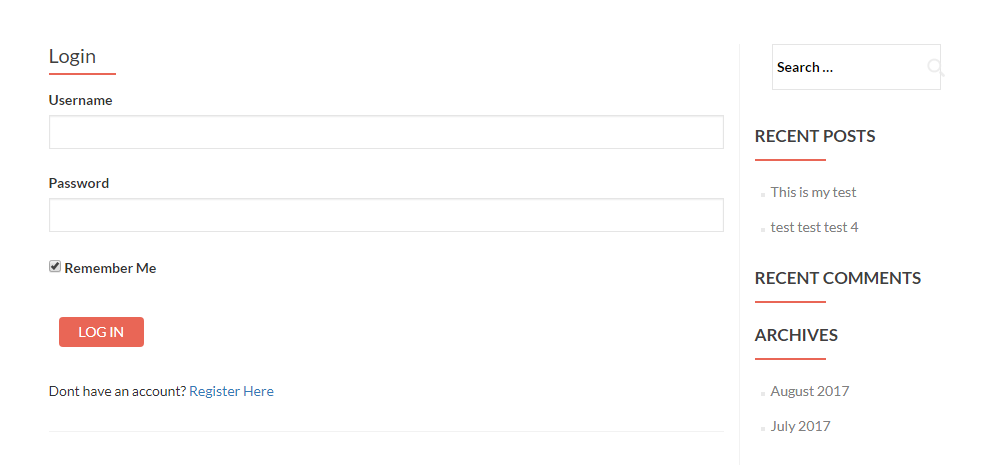 Login
Username
Password
Remember Me
LOG IN
Dont have an account? Register Here
Search ...
RECENT POSTS
This is my test
test test test 4
RECENT COMMENTS
ARCHIVES
August 2017
July 2017